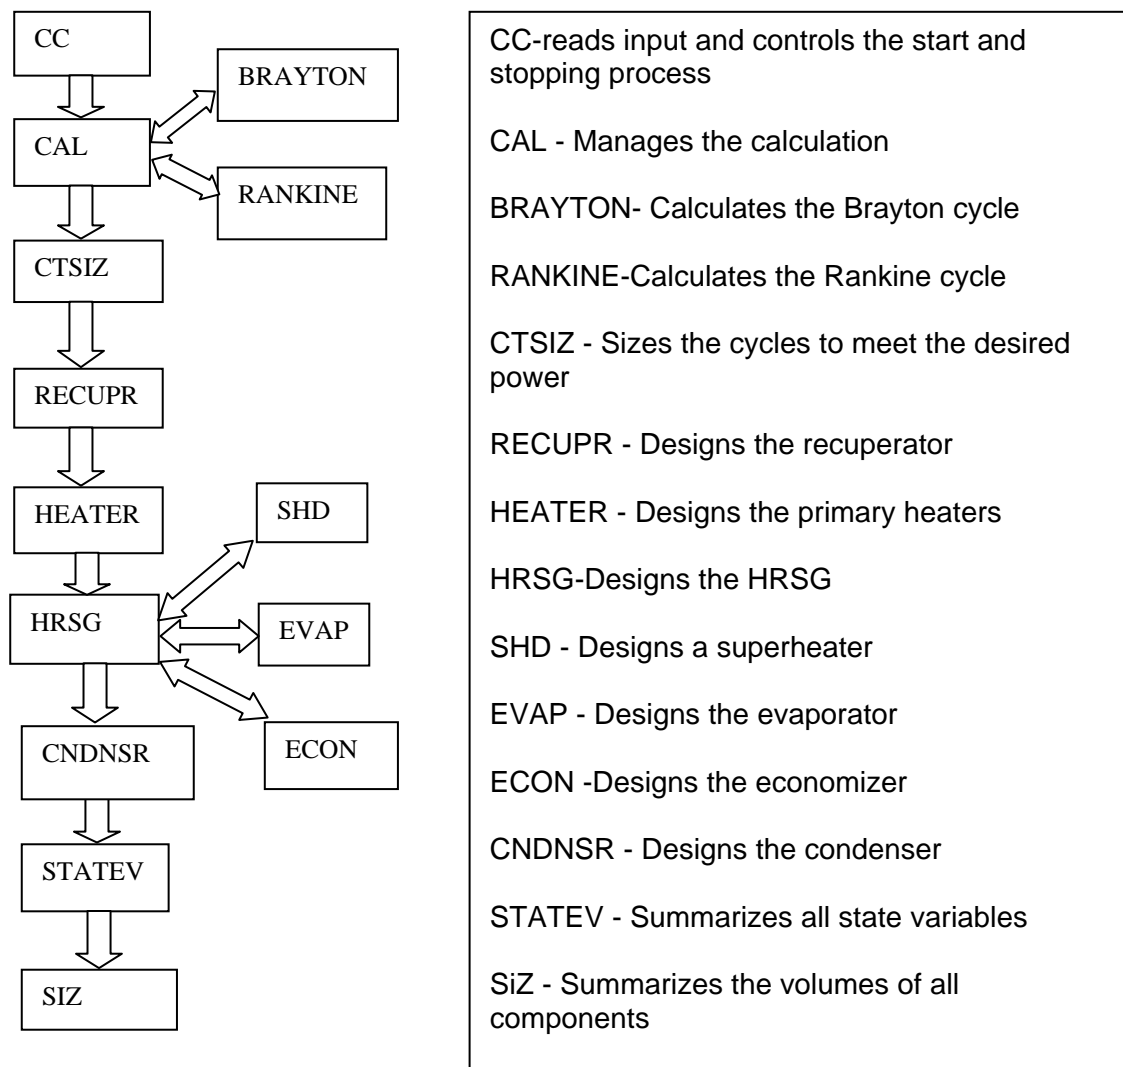 CC
BRAYTON
CAL
RANKINE
CTSIZ
RECUPR
HEATER
SHD
HRSG
EVAP
ECON
CNDNSR
STATEV
SIZ
CC-reads input and controls the start and
stopping process
CAL - Manages the calculation
BRAYTON- Calculates the Brayton cycle
RANKINE-Calculates the Rankine cycle
CTSIZ - Sizes the cycles to meet the desired
power
RECUPR - Designs the recuperator
HEATER - Designs the primary heaters
HRSG-Designs the HRSG
SHD - Designs a superheater
EVAP - Designs the evaporator
ECON -Designs the economizer
CNDNSR - Designs the condenser
STATEV - Summarizes all state variables
SiZ - Summarizes the volumes of all
components